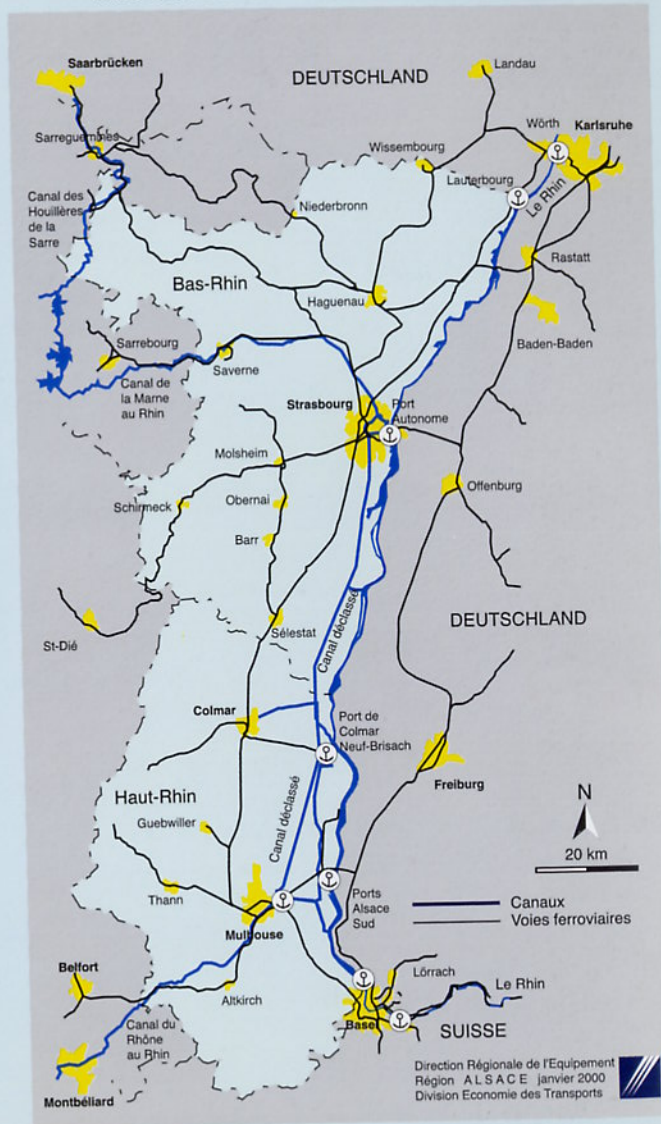 Saarbrücken
DEUTSCHLAND
Landau
Wörth
Karlsruhe
Sarreguemines
Wissembourg
Lauterbourg
Le Rhin
Canal des
Houillères
de la
Sarre
Niederbronn
Rastatt
Bas-Rhin
Haguenau
Baden-Baden
Sarrebourg
Saverne
Canal de
la Marne
au Rhin
Strasbourg
Port
Autonome
Molsheim
Offenburg
Schirmeck
Obernai
Barr
St-Dié
Sélestat
Canal déclassé
DEUTSCHLAND
Colmar
Port de
Colmar
Neuf-Brisach
Freiburg
Haut-Rhin
Canal déclassé
N
Guebwiller
20 km
Thann
Ports
Alsace
Sud
Canaux
Voies ferroviaires
Mulhouse
Belfort
Altkirch
Lörrach
Le Rhin
Canal du
Rhône
au Rhin
Basel
SUISSE
Montbéliard
Direction Régionale de l'Equipement
Région ALSACE janvier 2000
Division Economie des Transports